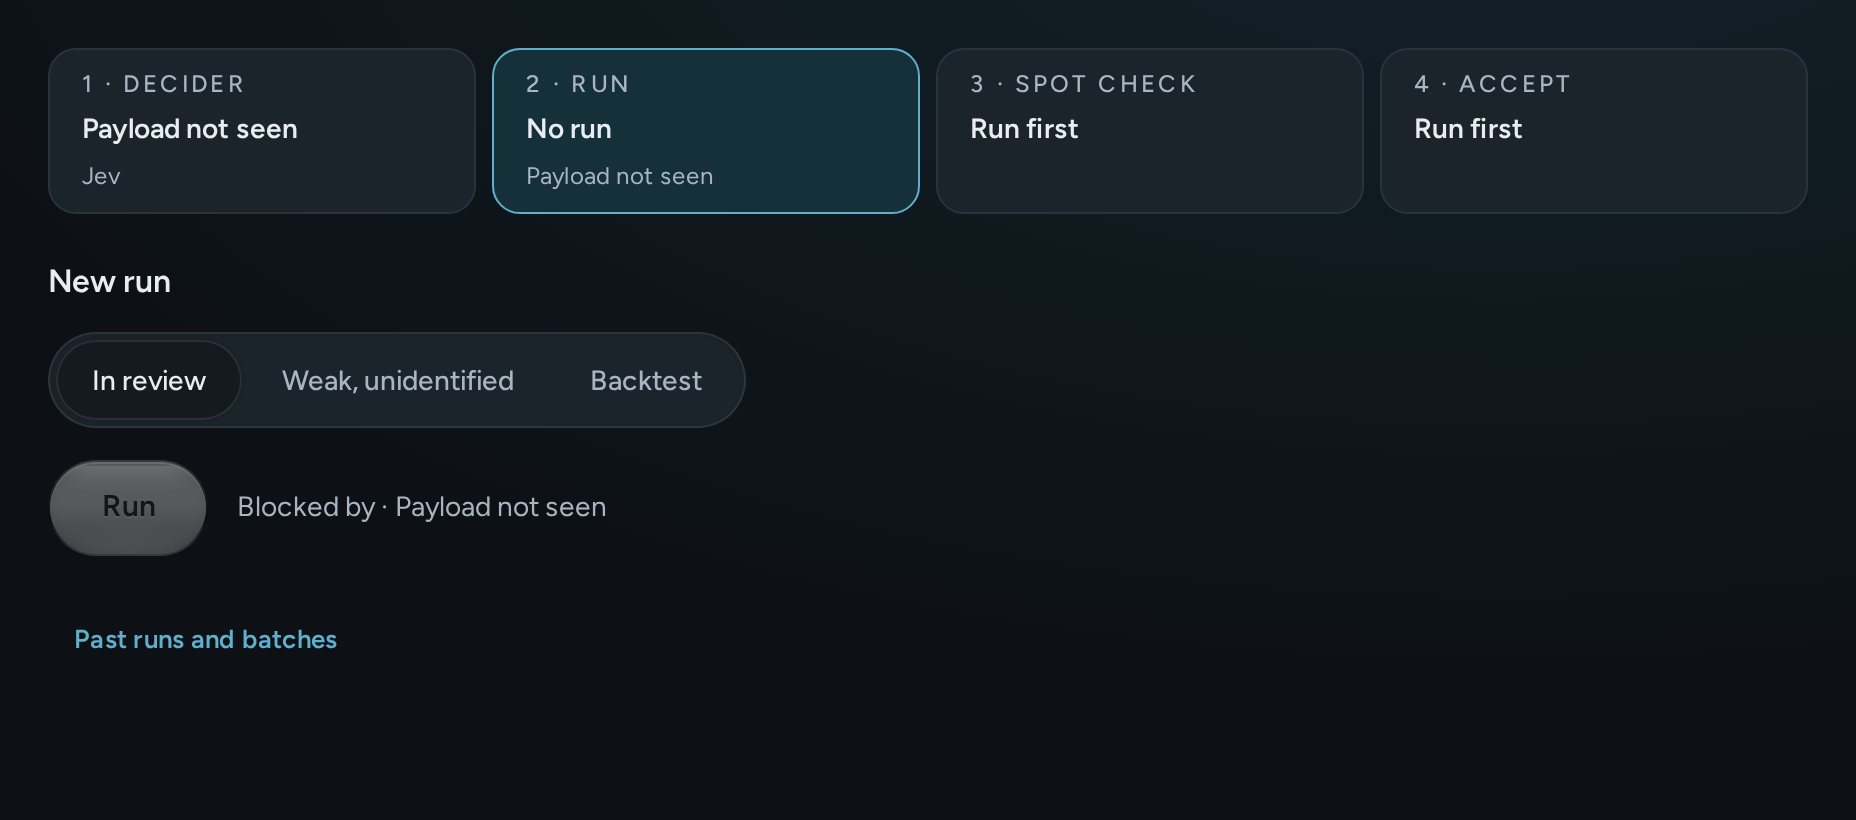 1 · DECIDER
Payload not seen
Jev
2 · RUN
No run
Payload not seen
3 · SPOT CHECK
Run first
4 · ACCEPT
Run first
New run
In review
Weak, unidentified
Backtest
Run
Blocked by · Payload not seen
Past runs and batches